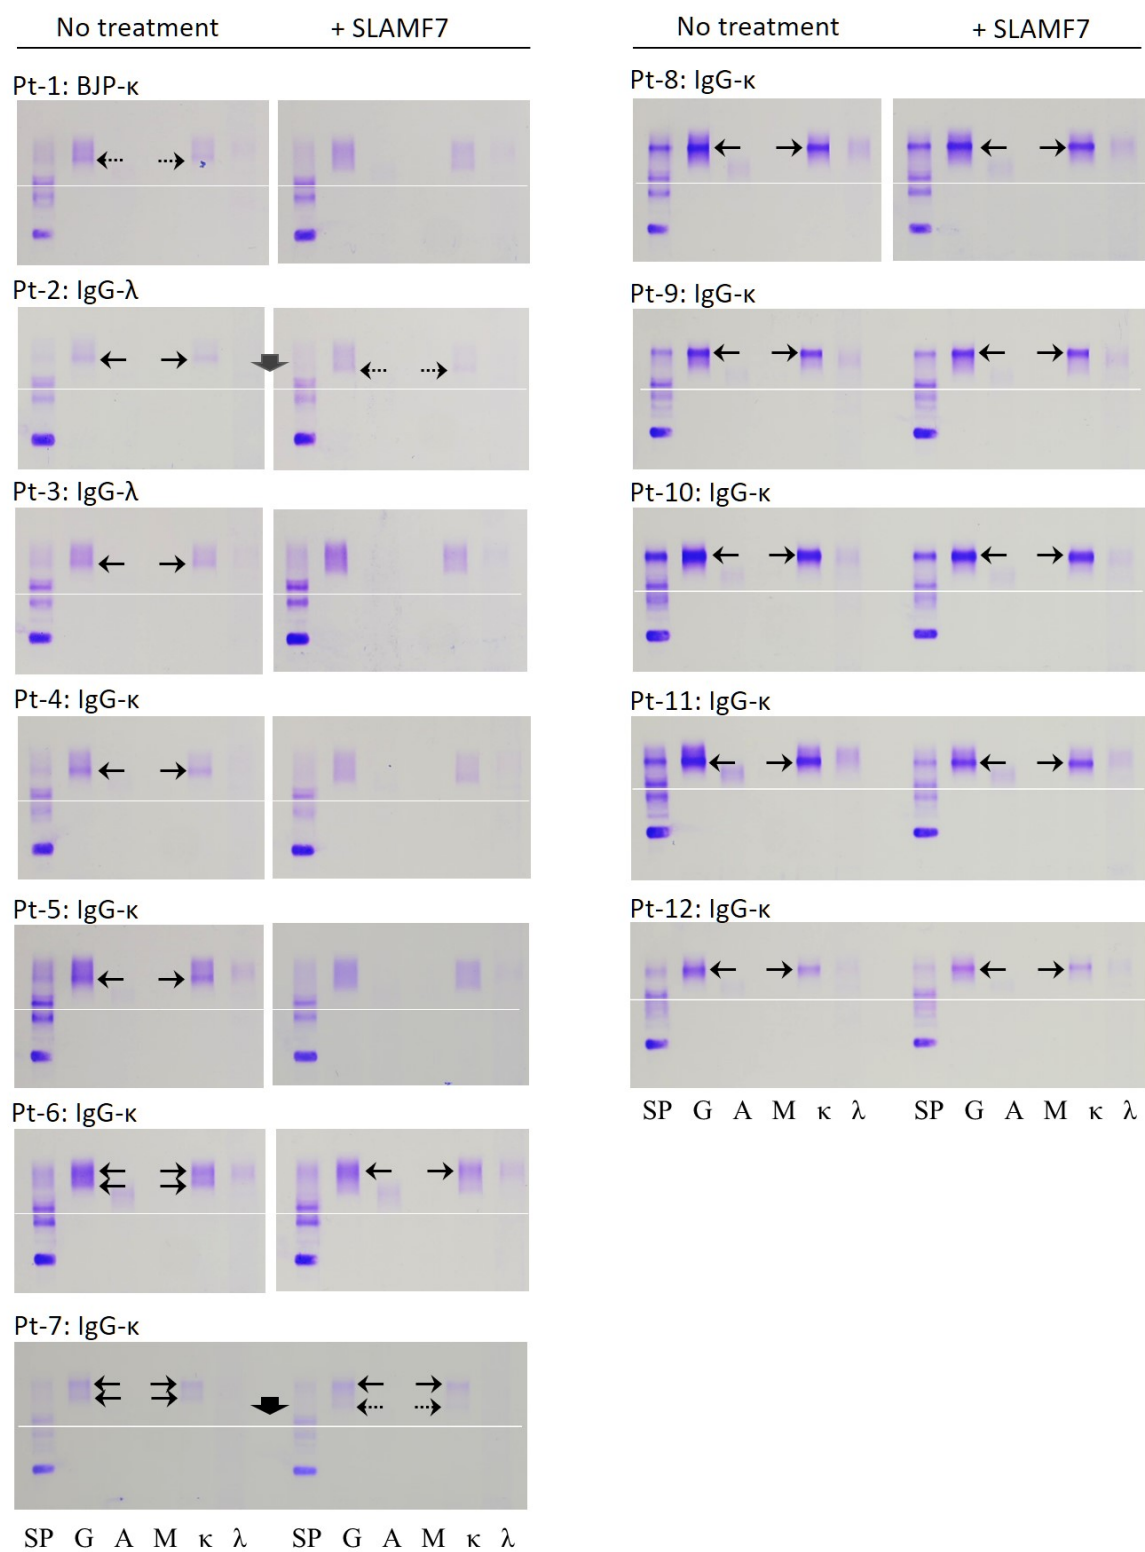 No treatment
+ SLAMF7
Pt-1: BJP-κ
Pt-2: IgG-λ
Pt-3: IgG-λ
Pt-4: IgG-κ
Pt-5: IgG-κ
Pt-6: IgG-κ
Pt-7: IgG-κ
SP G A M κ λ SP G A M κ λ
No treatment
+ SLAMF7
Pt-8: IgG-κ
Pt-9: IgG-κ
Pt-10: IgG-κ
Pt-11: IgG-κ
Pt-12: IgG-κ
SP G A M κ λ SP G A M κ λ